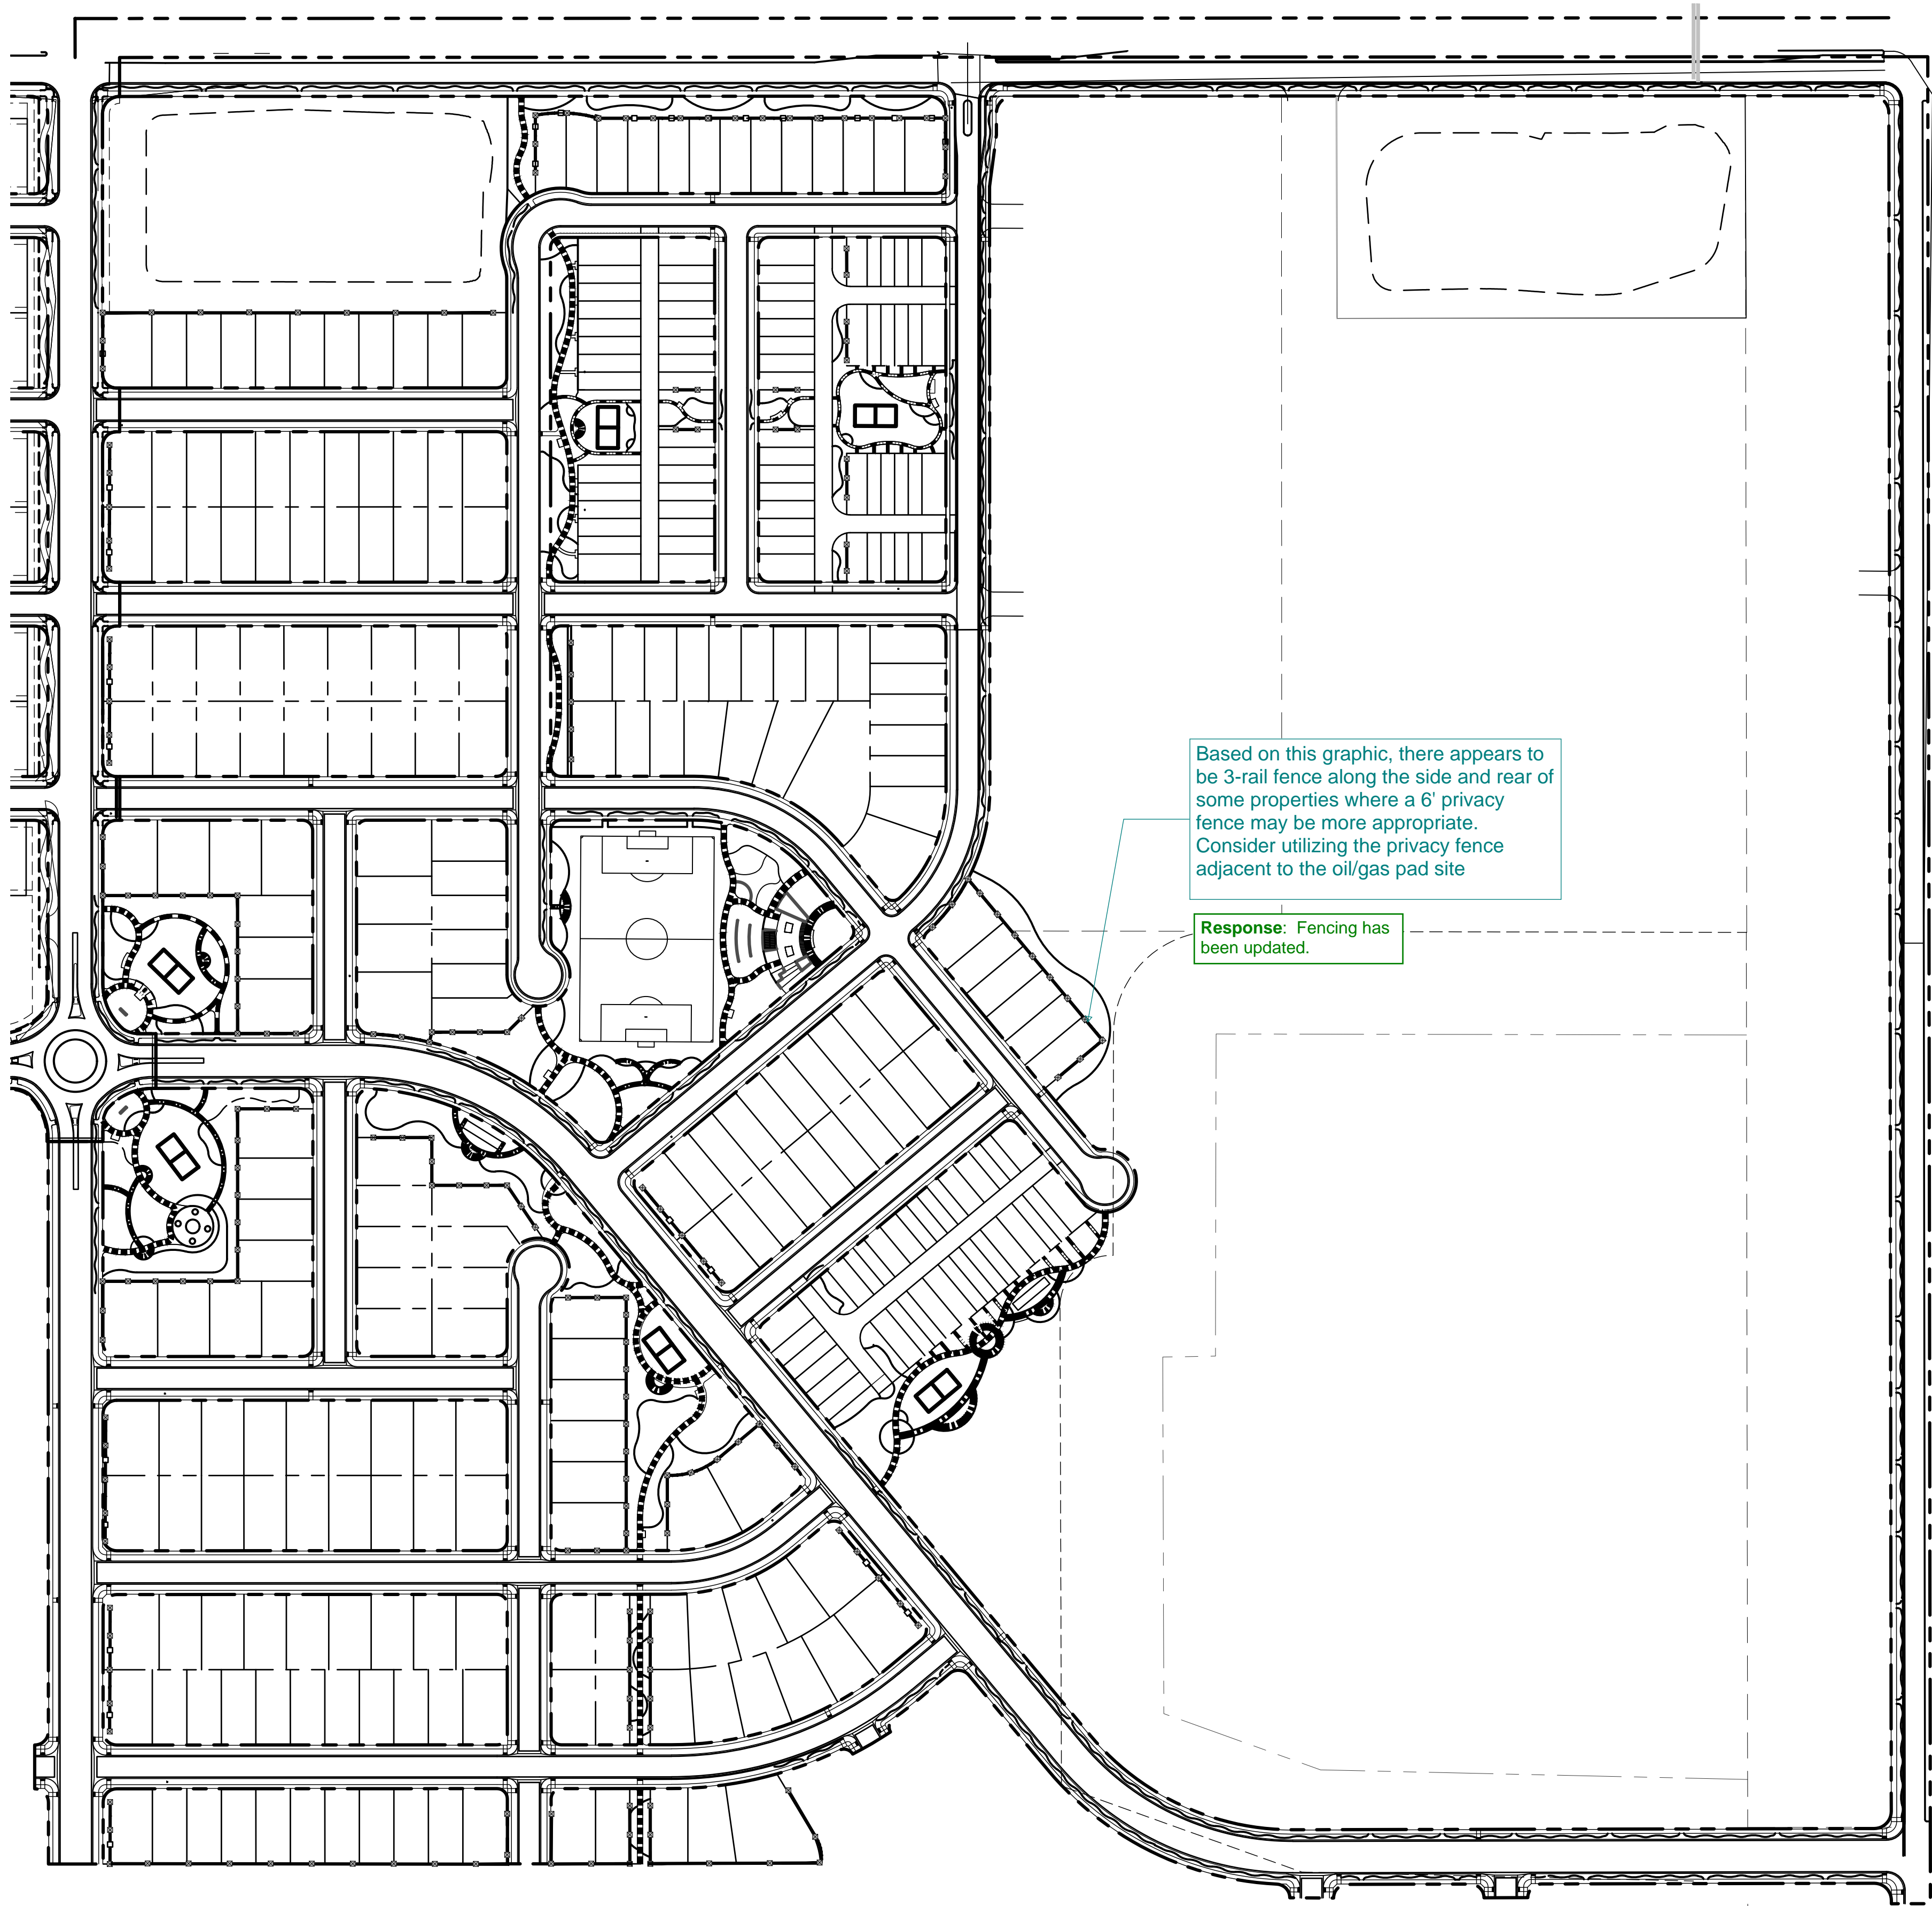 Based on this graphic, there appears to
be 3-rail fence along the side and rear of
some properties where a 6' privacy
fence may be more appropriate.
Consider utilizing the privacy fence
adjacent to the oil/gas pad site
Response: Fencing has
been updated.